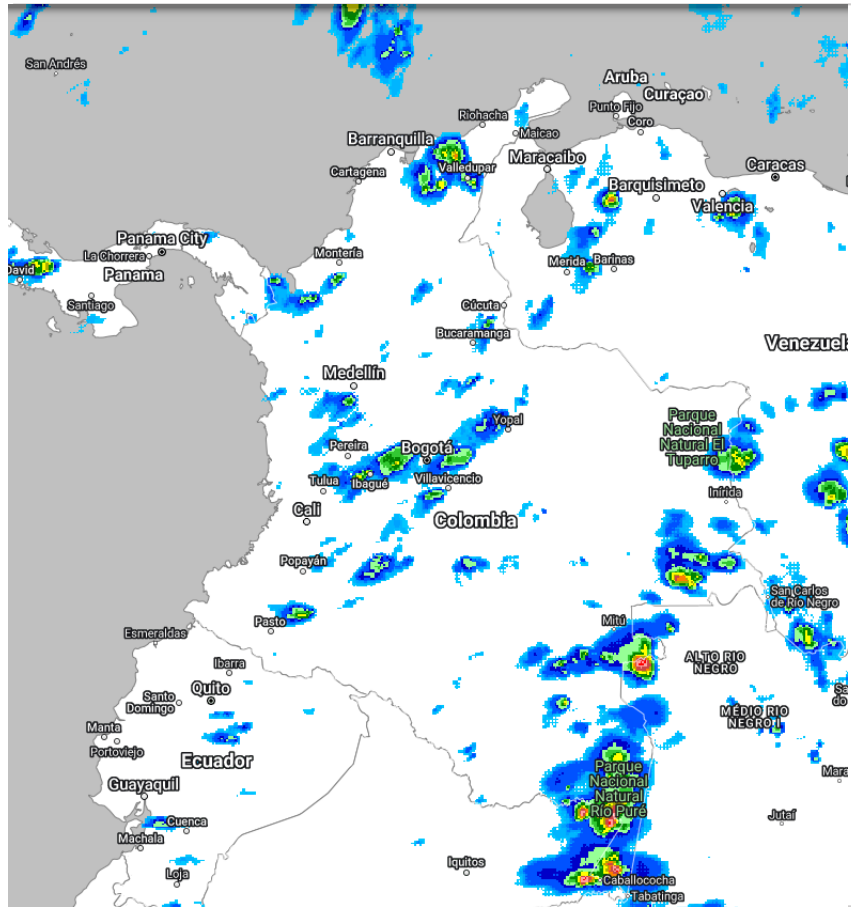 San Andrés
Aruba
Curaçao
Punto Fijo
Riohacha
Coro
Maicao
Barranquilla
Maracaibo
Caracas
Cartagena
Valledupar
Barquisimeto
Valencia
Panama City
La Chorrera
Montería
David
Panama
Merida
Barinas
Santiago
Cúcuta
Bucaramanga
Venezuela
Medellín
Parque
Nacional
Natural El
Tuparro
Yopal
Pereira
Bogotá
Tulua
Ibagué
Villavicencio
Inírida
Cali
Colombia
Popayán
San Carlos
de Río Negro
Pasto
Mitú
Esmeraldas
ALTO RIO
NEGRO
Ibarra
Quito
Santo
Domingo
MÉDIO RIO
NEGRO I
Manta
Portoviejo
Ecuador
Parque
Nacional
Natural
Río Puré
Guayaquil
Jutaí
Cuenca
Machala
Iquitos
Loja
Caballococha
Tabatinga